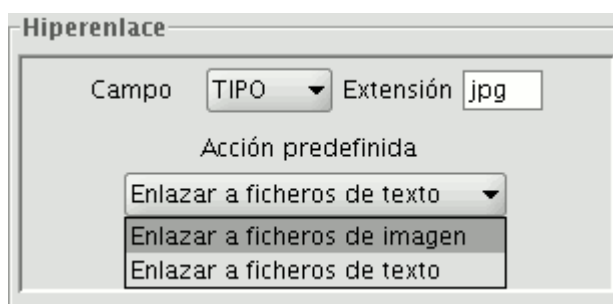 Hiperenlace
Campo TIPO Extensión jpg
Acción predefinida
Enlazar a ficheros de texto
Enlazar a ficheros de imagen
Enlazar a ficheros de texto